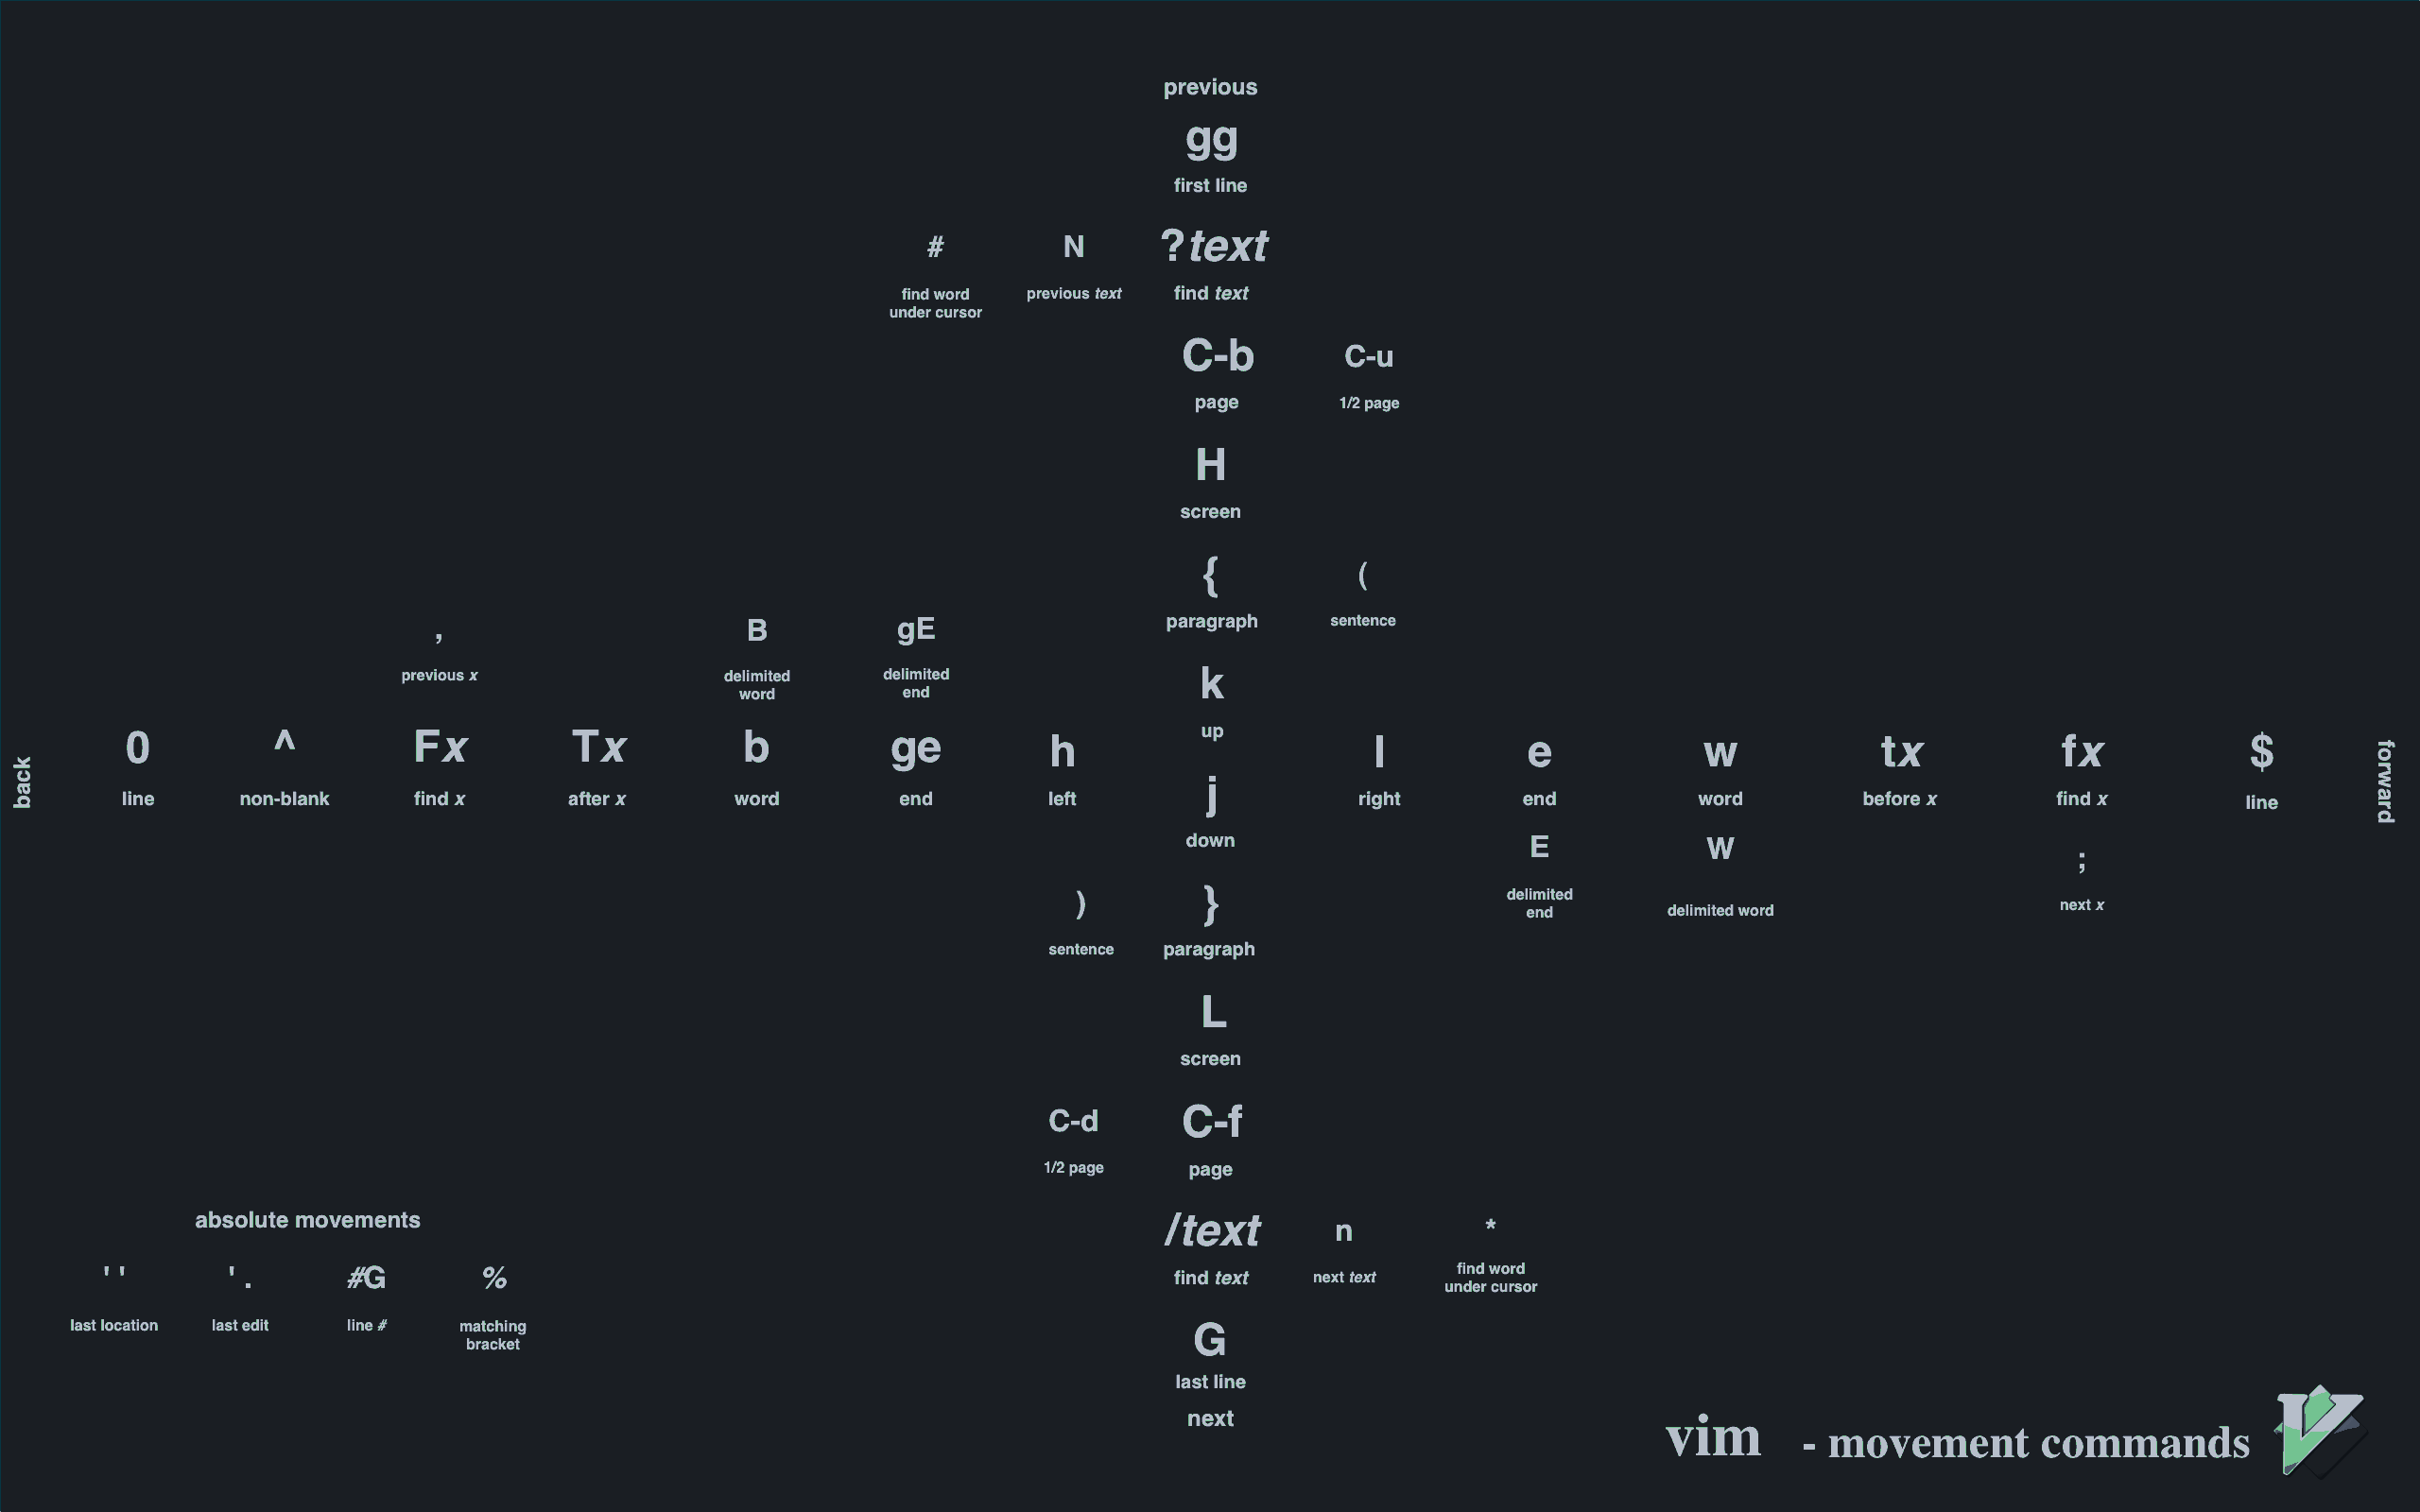 previous
gg
first line
# N ?text
find word under cursor previous text find text
C-b C-u
page 1/2 page
H
screen
{ (
paragraph sentence
, B gE k
previous x delimited word delimited end up
back 0 ^ Fx Tx b ge h l e w tx fx $ forward
line non-blank find x after x word end left right end word before x find x line
j
down
E W ;
delimited end delimited word next x
) }
sentence paragraph
L
screen
C-d C-f
1/2 page page
/text n *
find text next text find word under cursor
G
last line
next
absolute movements
' ' ' . #G %
last location last edit line # matching bracket
vim - movement commands